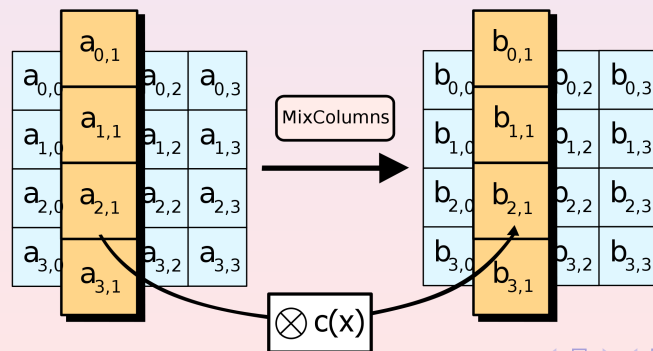 a0,1 b0,1
a0,0 a0,2 a0,3 b0,0 b0,2 b0,3
MixColumns
a1,1 b1,1
a1,0 a1,2 a1,3 b1,0 b1,2 b1,3
a2,1 b2,1
a2,0 a2,2 a2,3 b2,0 b2,2 b2,3
a3,0 a3,2 a3,3 b3,0 b3,2 b3,3
a3,1 b3,1
⊗ c(x)